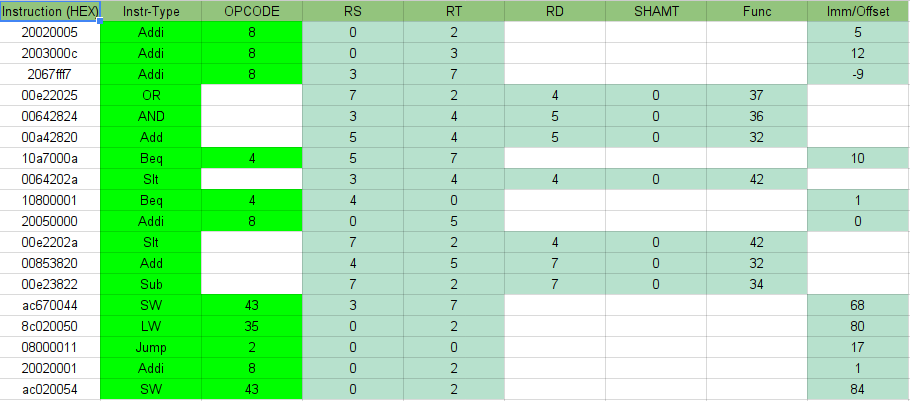 Instruction (HEX) Instr-Type OPCODE RS RT RD SHAMT Func Imm/Offset
20020005 Addi 8 0 2 5
2003000c Addi 8 0 3 12
2067fff7 Addi 8 3 7 -9
00e22025 OR 7 2 4 0 37
00642824 AND 3 4 5 0 36
00a42820 Add 5 4 5 0 32
10a7000a Beq 4 5 7 10
0064202a Slt 3 4 4 0 42
10800001 Beq 4 4 0 1
20050000 Addi 8 0 5 0
00e2202a Slt 7 2 4 0 42
00853820 Add 4 5 7 0 32
00e23822 Sub 7 2 7 0 34
ac670044 SW 43 3 7 68
8c020050 LW 35 0 2 80
08000011 Jump 2 0 0 17
20020001 Addi 8 0 2 1
ac020054 SW 43 0 2 84